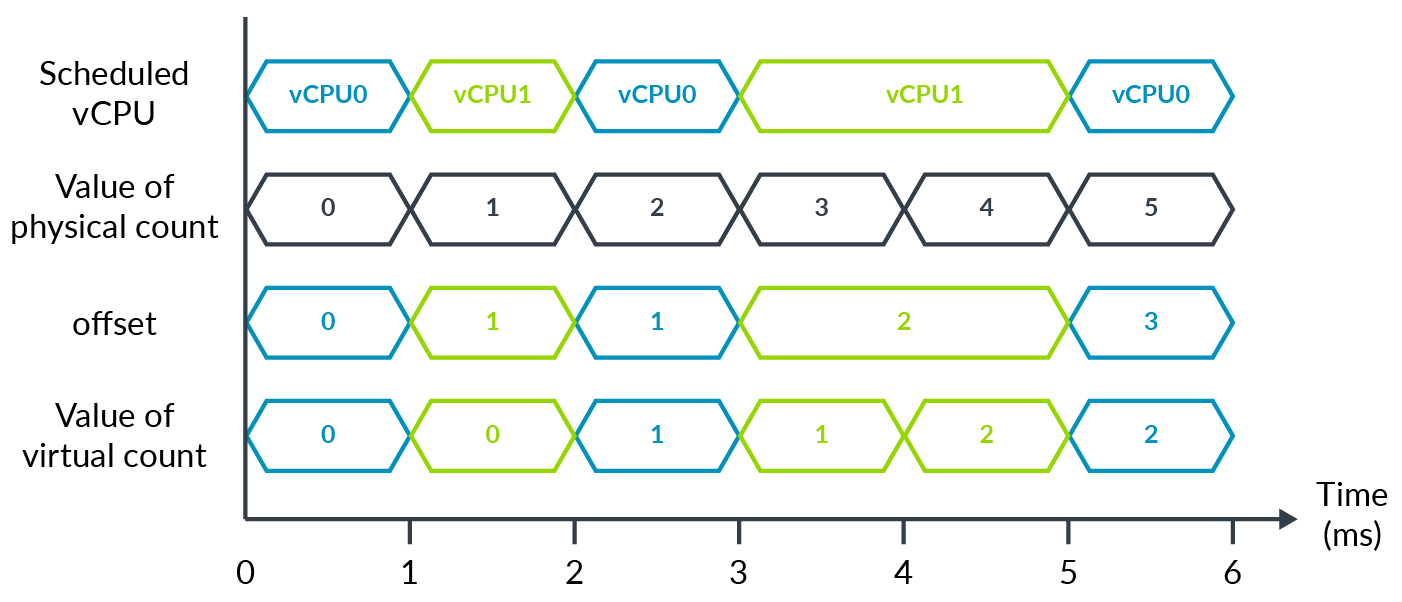 Scheduled
vCPU
vCPU0 vCPU1 vCPU0 vCPU1 vCPU0
Value of
physical count
0 1 2 3 4 5
offset
0 1 1 2 3
Value of
virtual count
0 0 1 1 2 2
Time
(ms)
0 1 2 3 4 5 6